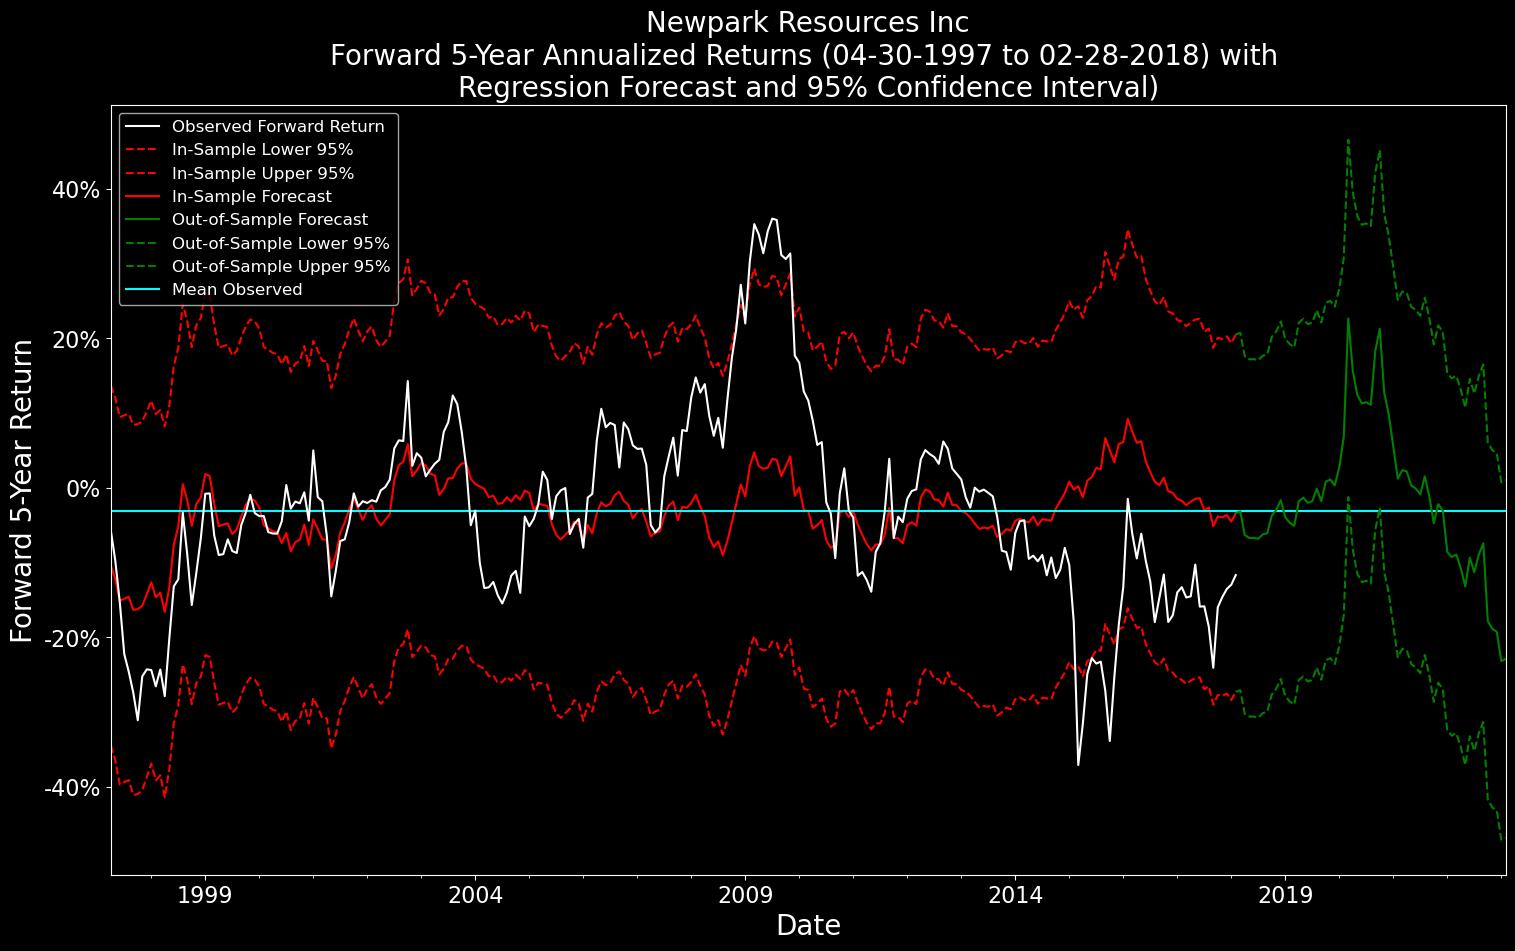 Newpark Resources Inc
Forward 5-Year Annualized Returns (04-30-1997 to 02-28-2018) with
Regression Forecast and 95% Confidence Interval)
Observed Forward Return
In-Sample Lower 95%
In-Sample Upper 95%
In-Sample Forecast
Out-of-Sample Forecast
Out-of-Sample Lower 95%
Out-of-Sample Upper 95%
Mean Observed
Forward 5-Year Return
40%
20%
0%
-20%
-40%
1999
2004
2009
2014
2019
Date